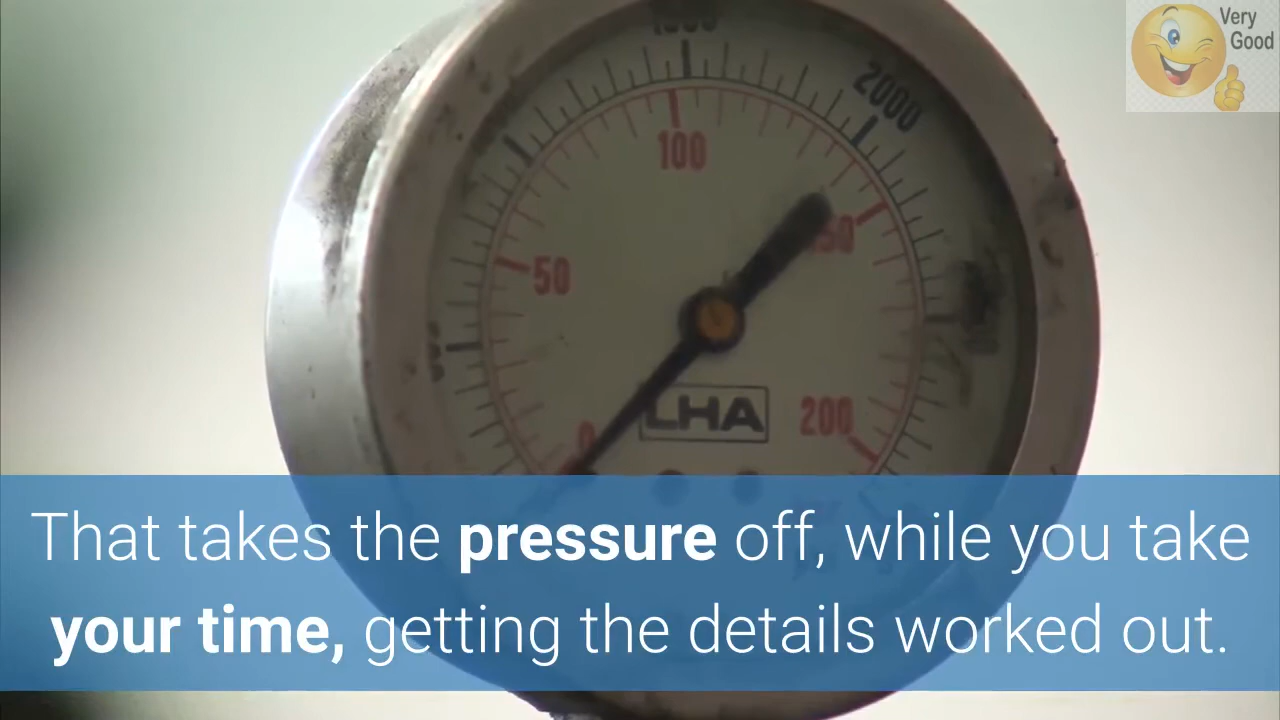 Very
Good
2000
100
50
0
LHA
200
That takes the pressure off, while you take
your time, getting the details worked out.